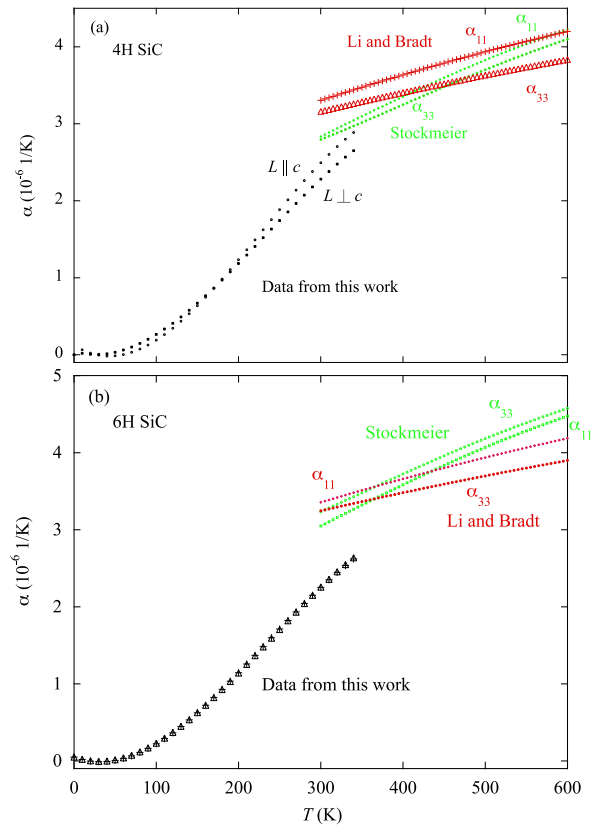 (a)
4H SiC
Li and Bradt
α11
α11
α33
α33
Stockmeier
L ∥ c
L ⊥ c
Data from this work
α (10-6 1/K)
4
3
2
1
0
(b)
6H SiC
Stockmeier
α33
α11
α11
α33
Li and Bradt
Data from this work
α (10-6 1/K)
5
4
3
2
1
0
0
100
200
300
400
500
600
T (K)